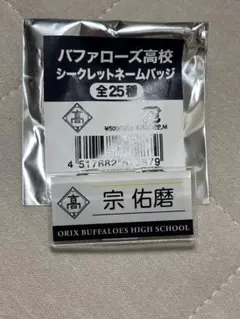 高
バファローズ高校
シークレットネームバッジ
全25種
高
宗 佑磨
ORIX BUFFALOES HIGH SCHOOL